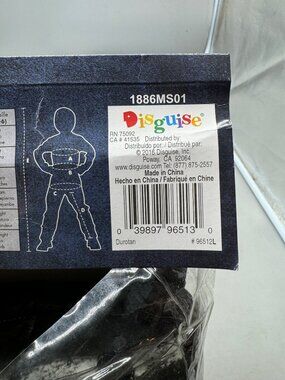 1886MS01
Disguise
RN 75092
CA # 41535 Distributed by:
Distribuido por: / Distribué par:
© 2016 Disguise, Inc.
Poway, CA 92064
www.disguise.com Tel: (877) 875-2557
Made in China
Hecho en China / Fabriqué en Chine
0 39897 96513 0
Durotan # 96512L